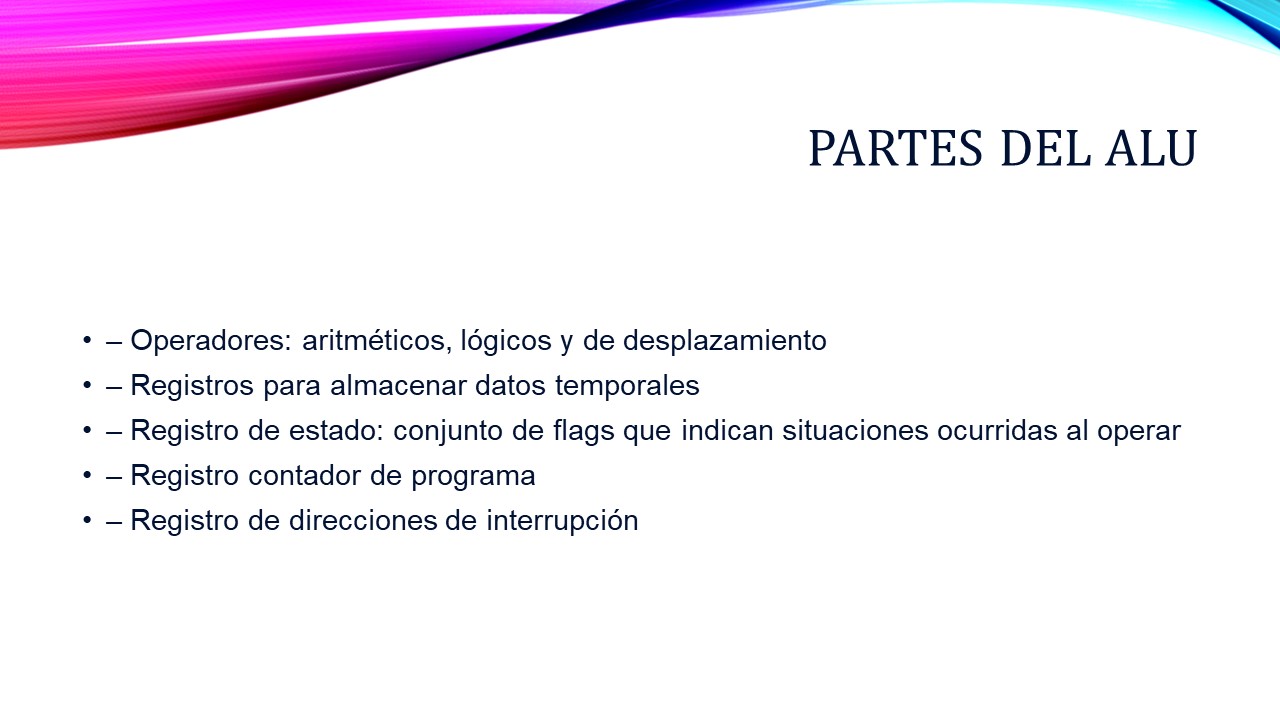 PARTES DEL ALU
• – Operadores: aritméticos, lógicos y de desplazamiento
• – Registros para almacenar datos temporales
• – Registro de estado: conjunto de flags que indican situaciones ocurridas al operar
• – Registro contador de programa
• – Registro de direcciones de interrupción